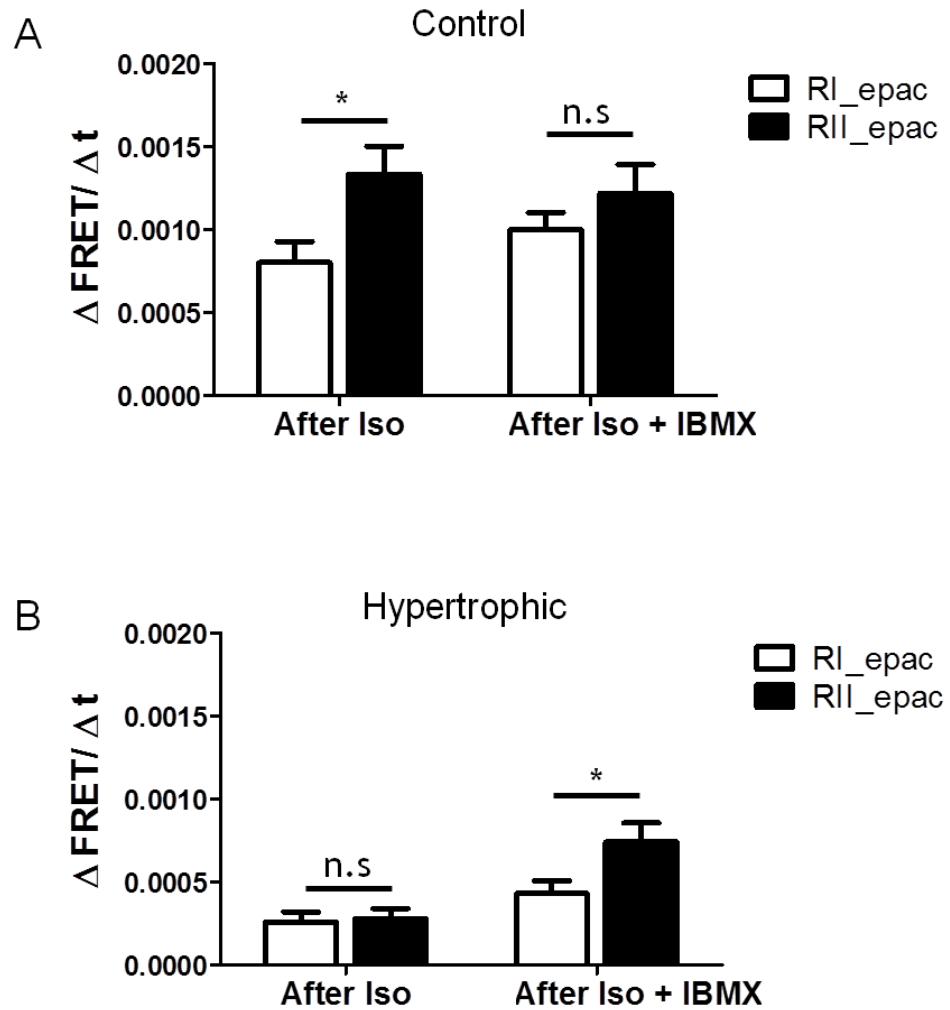 A
Control
0.0020
0.0015
0.0010
0.0005
0.0000
Δ FRET/ Δ t
*
n.s
RI_epac
RII_epac
After Iso
After Iso + IBMX
B
Hypertrophic
0.0020
0.0015
0.0010
0.0005
0.0000
Δ FRET/ Δ t
n.s
*
RI_epac
RII_epac
After Iso
After Iso + IBMX